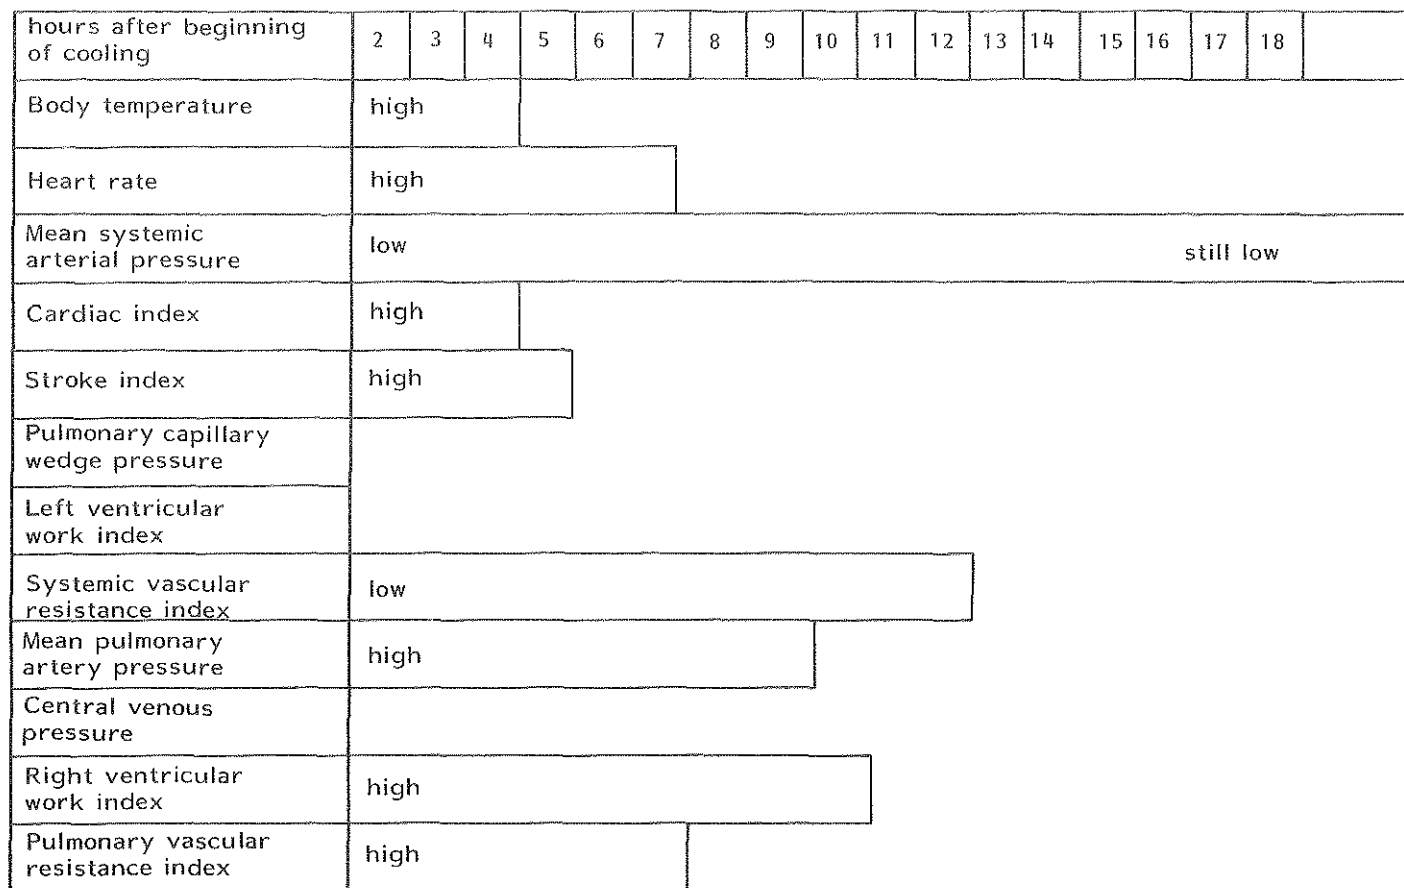 hours after beginning
of cooling
2 3 4 5 6 7 8 9 10 11 12 13 14 15 16 17 18
Body temperature
high
Heart rate
high
Mean systemic
arterial pressure
low
still low
Cardiac index
high
Stroke index
high
Pulmonary capillary
wedge pressure
Left ventricular
work index
Systemic vascular
resistance index
low
Mean pulmonary
artery pressure
high
Central venous
pressure
Right ventricular
work index
high
Pulmonary vascular
resistance index
high